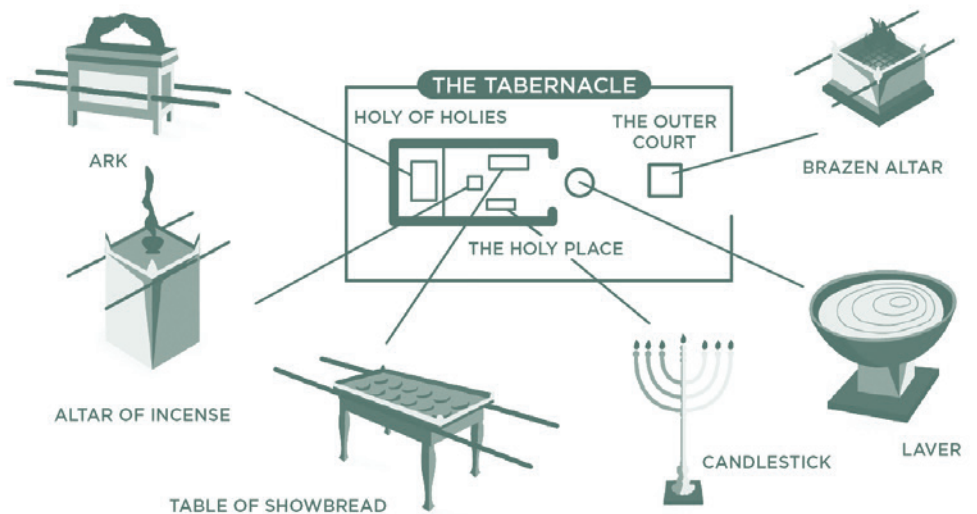 THE TABERNACLE
HOLY OF HOLIES
THE OUTER
COURT
ARK
BRAZEN ALTAR
THE HOLY PLACE
ALTAR OF INCENSE
LAVER
CANDLESTICK
TABLE OF SHOWBREAD